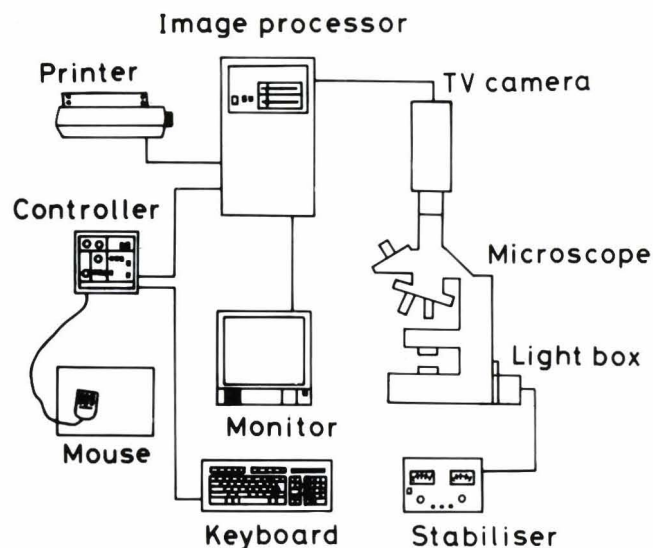 Image processor
Printer
TV camera
Controller
Microscope
Light box
Monitor
Mouse
Keyboard
Stabiliser